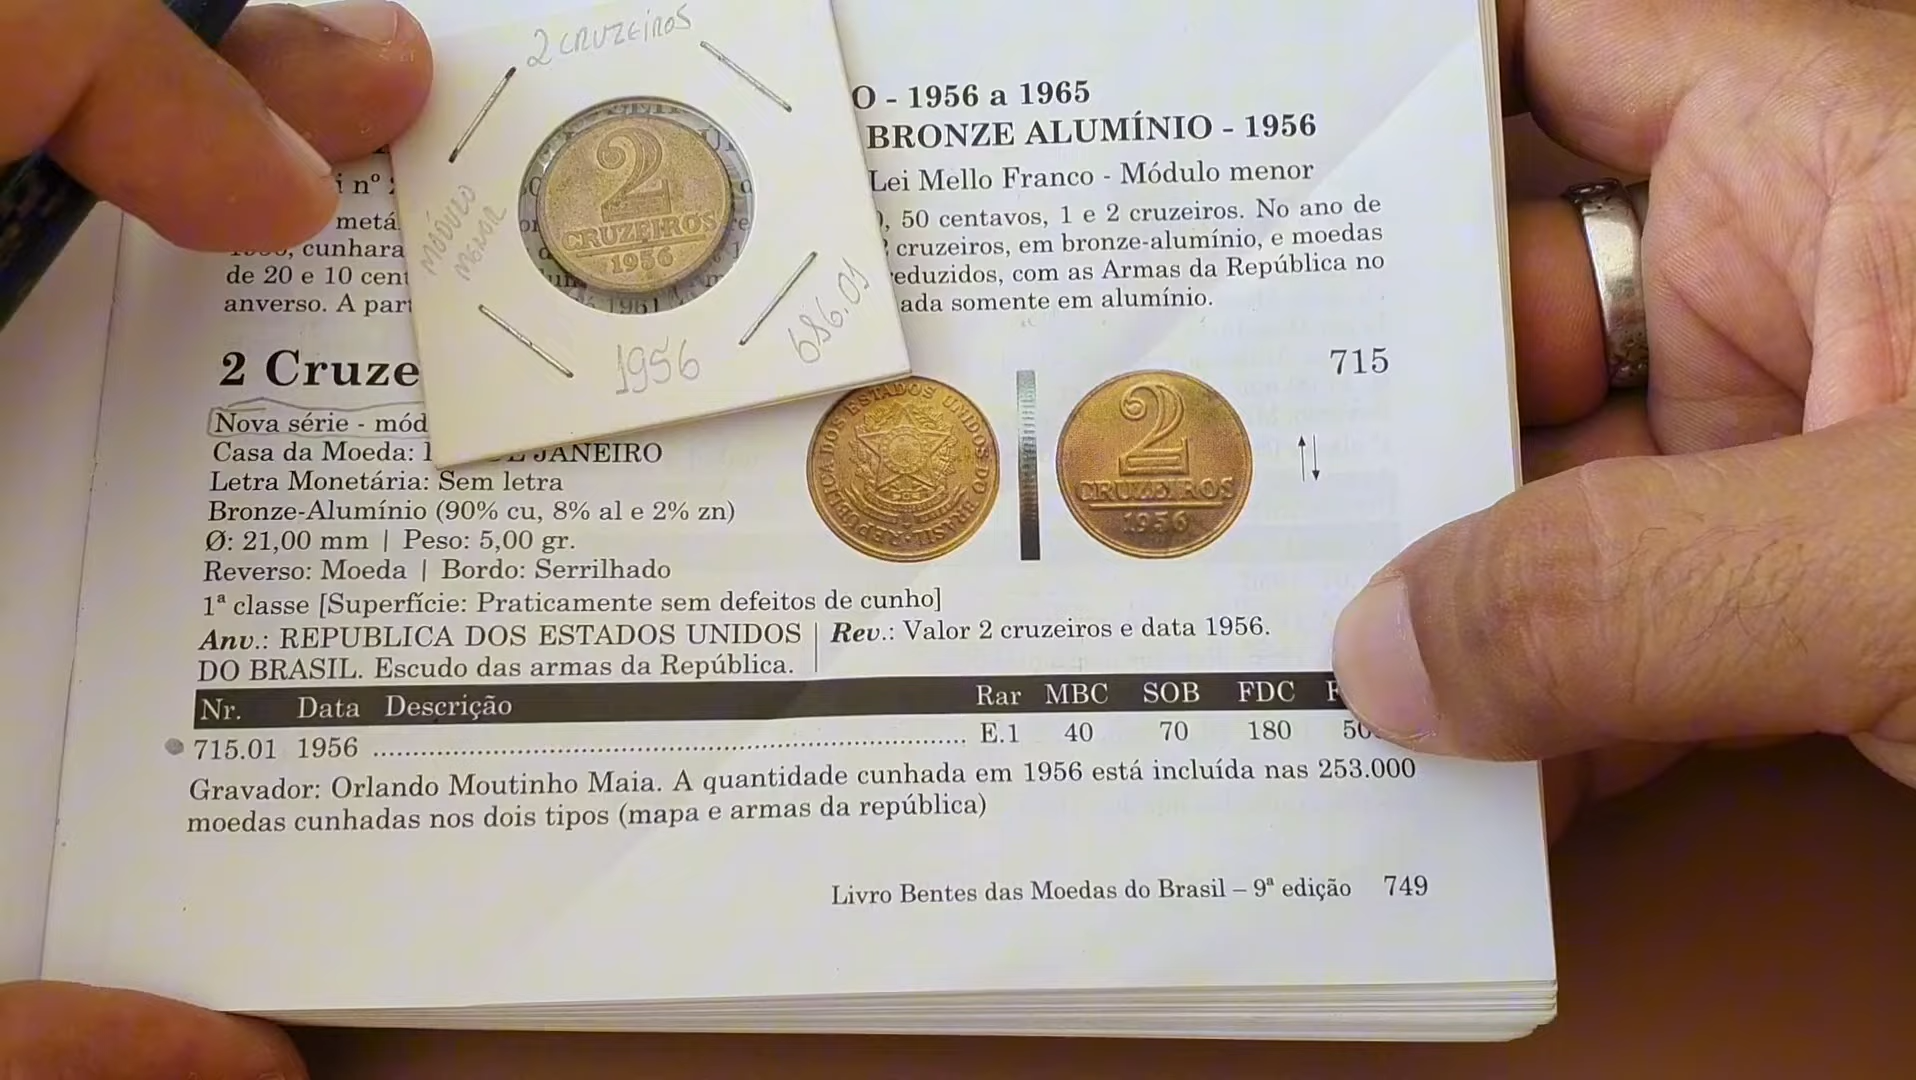 2 CRUZEIROS
MÓDULO
MENOR
2
CRUZEIROS
1956
1956
686.01
O - 1956 a 1965
BRONZE ALUMÍNIO - 1956
Lei Mello Franco - Módulo menor
i nº
metá
, 50 centavos, 1 e 2 cruzeiros. No ano de
cunhara
cruzeiros, em bronze-alumínio, e moedas
de 20 e 10 cent
eduzidos, com as Armas da República no
anverso. A part
ada somente em alumínio.
2 Cruze
715
Nova série - mód
Casa da Moeda: JANEIRO
Letra Monetária: Sem letra
Bronze-Alumínio (90% cu, 8% al e 2% zn)
Ø: 21,00 mm | Peso: 5,00 gr.
Reverso: Moeda | Bordo: Serrilhado
REPUBLICA DOS ESTADOS UNIDOS DO BRASIL
2
CRUZEIROS
1956
1ª classe [Superfície: Praticamente sem defeitos de cunho]
Anv.: REPUBLICA DOS ESTADOS UNIDOS
DO BRASIL. Escudo das armas da República.
Rev.: Valor 2 cruzeiros e data 1956.
Nr. Data Descrição Rar MBC SOB FDC F
715.01 1956 ........ E.1 40 70 180 50
Gravador: Orlando Moutinho Maia. A quantidade cunhada em 1956 está incluída nas 253.000
moedas cunhadas nos dois tipos (mapa e armas da república)
Livro Bentes das Moedas do Brasil – 9ª edição 749